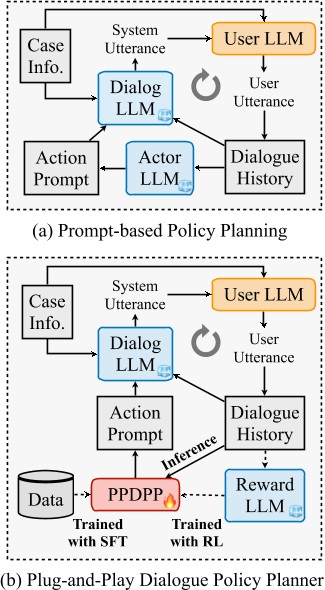 System
Utterance
Case
Info.
User LLM
Dialog
LLM
User
Utterance
Action
Prompt
Actor
LLM
Dialogue
History
(a) Prompt-based Policy Planning
System
Utterance
Case
Info.
User LLM
Dialog
LLM
User
Utterance
Action
Prompt
Dialogue
History
Inference
Data
PPDPP
Reward
LLM
Trained
with SFT
Trained
with RL
(b) Plug-and-Play Dialogue Policy Planner